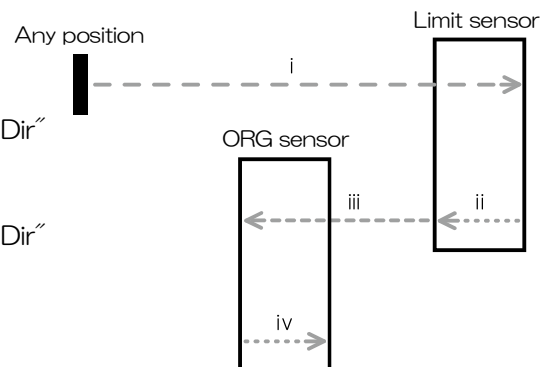 Limit sensor
Any position
i
Dir″
ORG sensor
iii
ii
Dir″
iv